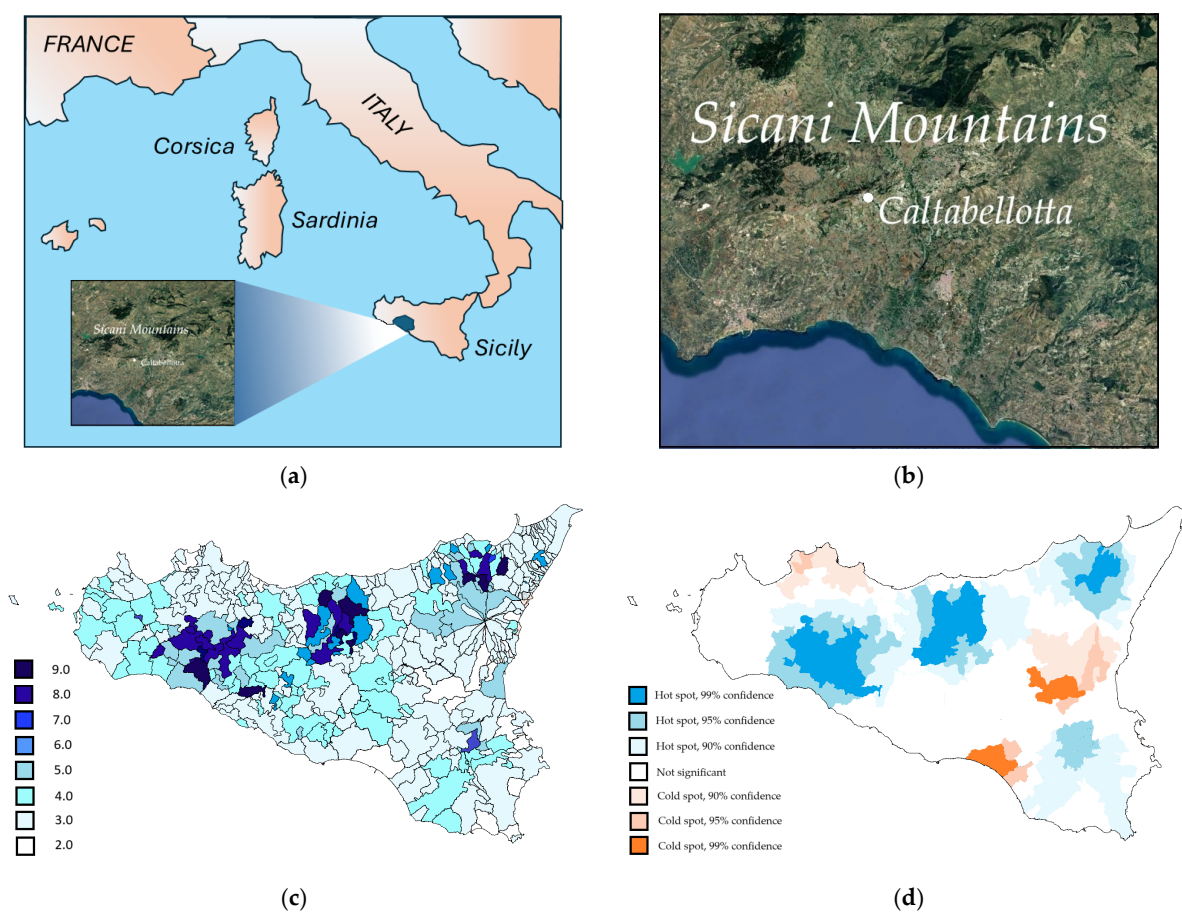 FRANCE
ITALY
Corsica
Sardinia
Sicily
Sicani Mountains
Caltabellotta
(a)
Sicani Mountains
Caltabellotta
(b)
9.0
8.0
7.0
6.0
5.0
4.0
3.0
2.0
(c)
Hot spot, 99% confidence
Hot spot, 95% confidence
Hot spot, 90% confidence
Not significant
Cold spot, 90% confidence
Cold spot, 95% confidence
Cold spot, 99% confidence
(d)